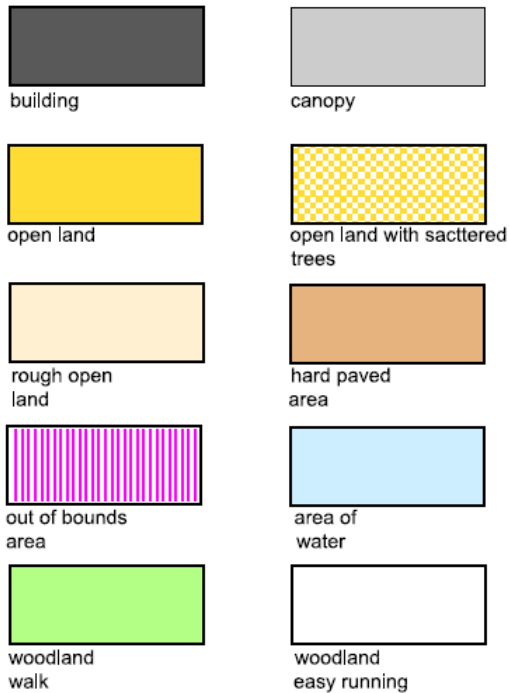 building
canopy
open land
open land with sacttered
trees
rough open
land
hard paved
area
out of bounds
area
area of
water
woodland
walk
woodland
easy running